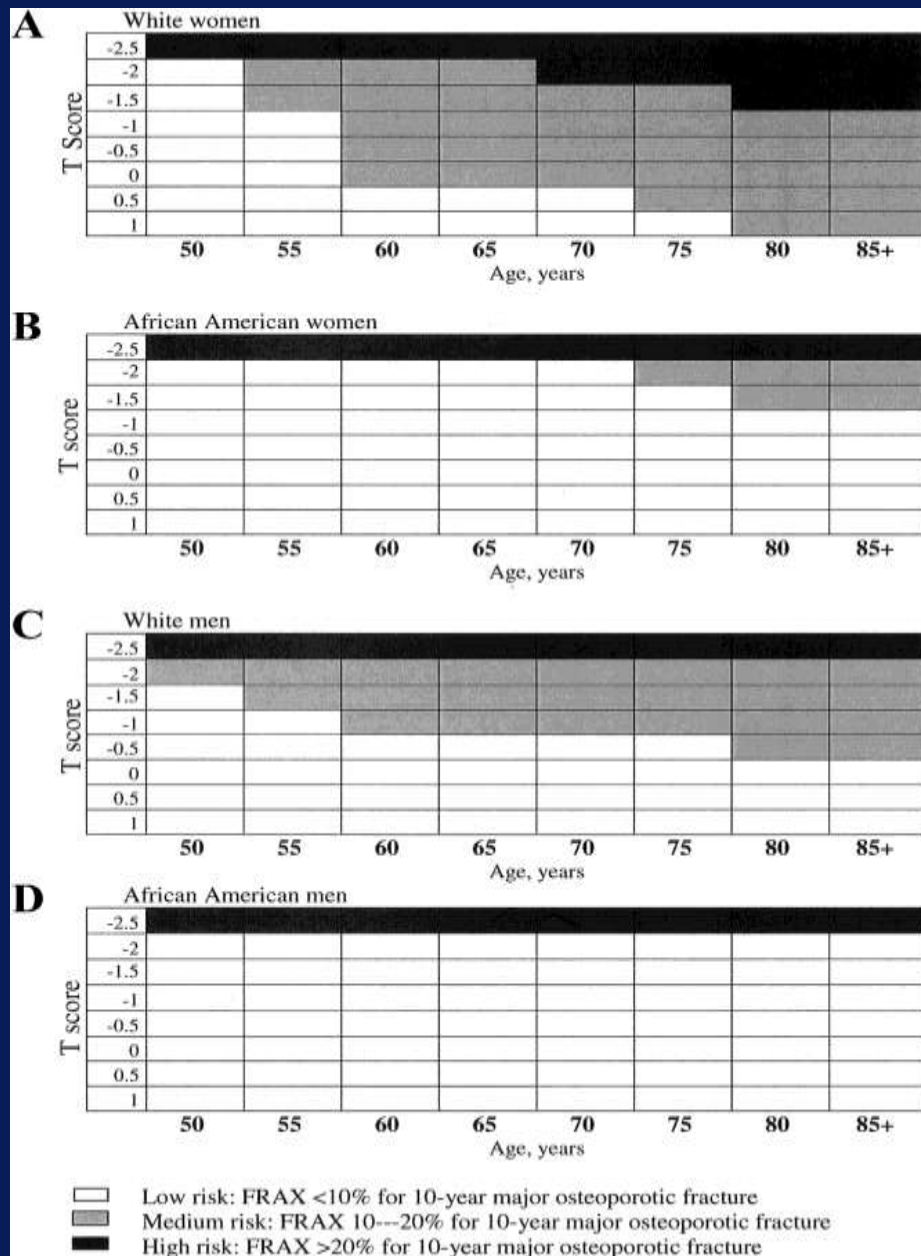 A White women
-2.5
-2
-1.5
-1
-0.5
0
0.5
1
T Score
50 55 60 65 70 75 80 85+
Age, years
B African American women
-2.5
-2
-1.5
-1
-0.5
0
0.5
1
T score
50 55 60 65 70 75 80 85+
Age, years
C White men
-2.5
-2
-1.5
-1
-0.5
0
0.5
1
T score
50 55 60 65 70 75 80 85+
Age, years
D African American men
-2.5
-2
-1.5
-1
-0.5
0
0.5
1
T score
50 55 60 65 70 75 80 85+
Age, years
Low risk: FRAX <10% for 10-year major osteoporotic fracture
Medium risk: FRAX 10---20% for 10-year major osteoporotic fracture
High risk: FRAX >20% for 10-year major osteoporotic fracture